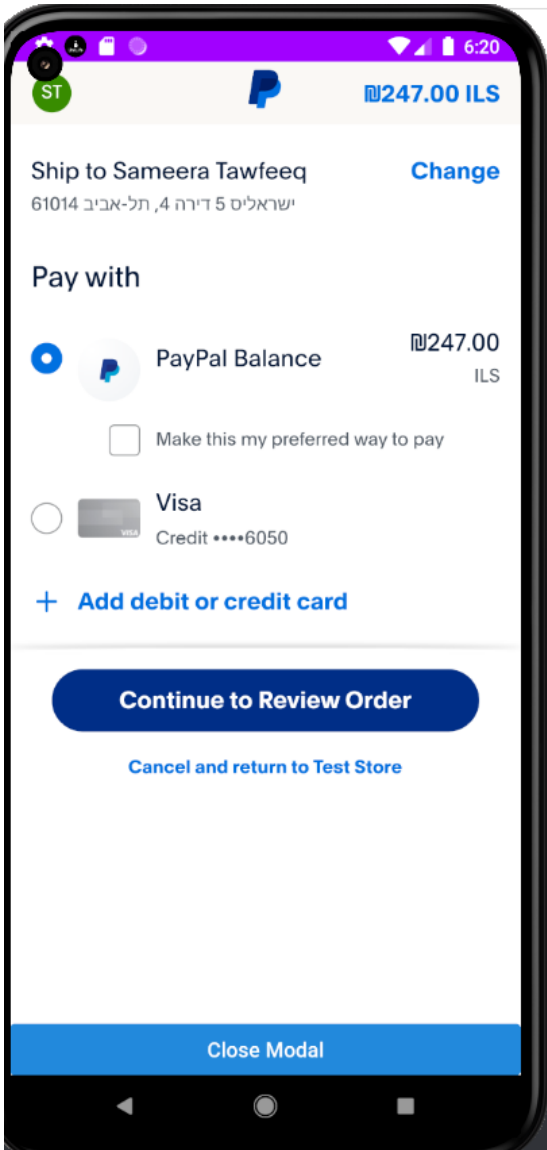 6:20
ST
₪247.00 ILS
Ship to Sameera Tawfeeq
Change
ישראליס 5 דירה 4, תל-אביב 61014
Pay with
PayPal Balance
₪247.00
ILS
Make this my preferred way to pay
Visa
VISA
Credit ••••6050
+ Add debit or credit card
Continue to Review Order
Cancel and return to Test Store
Close Modal